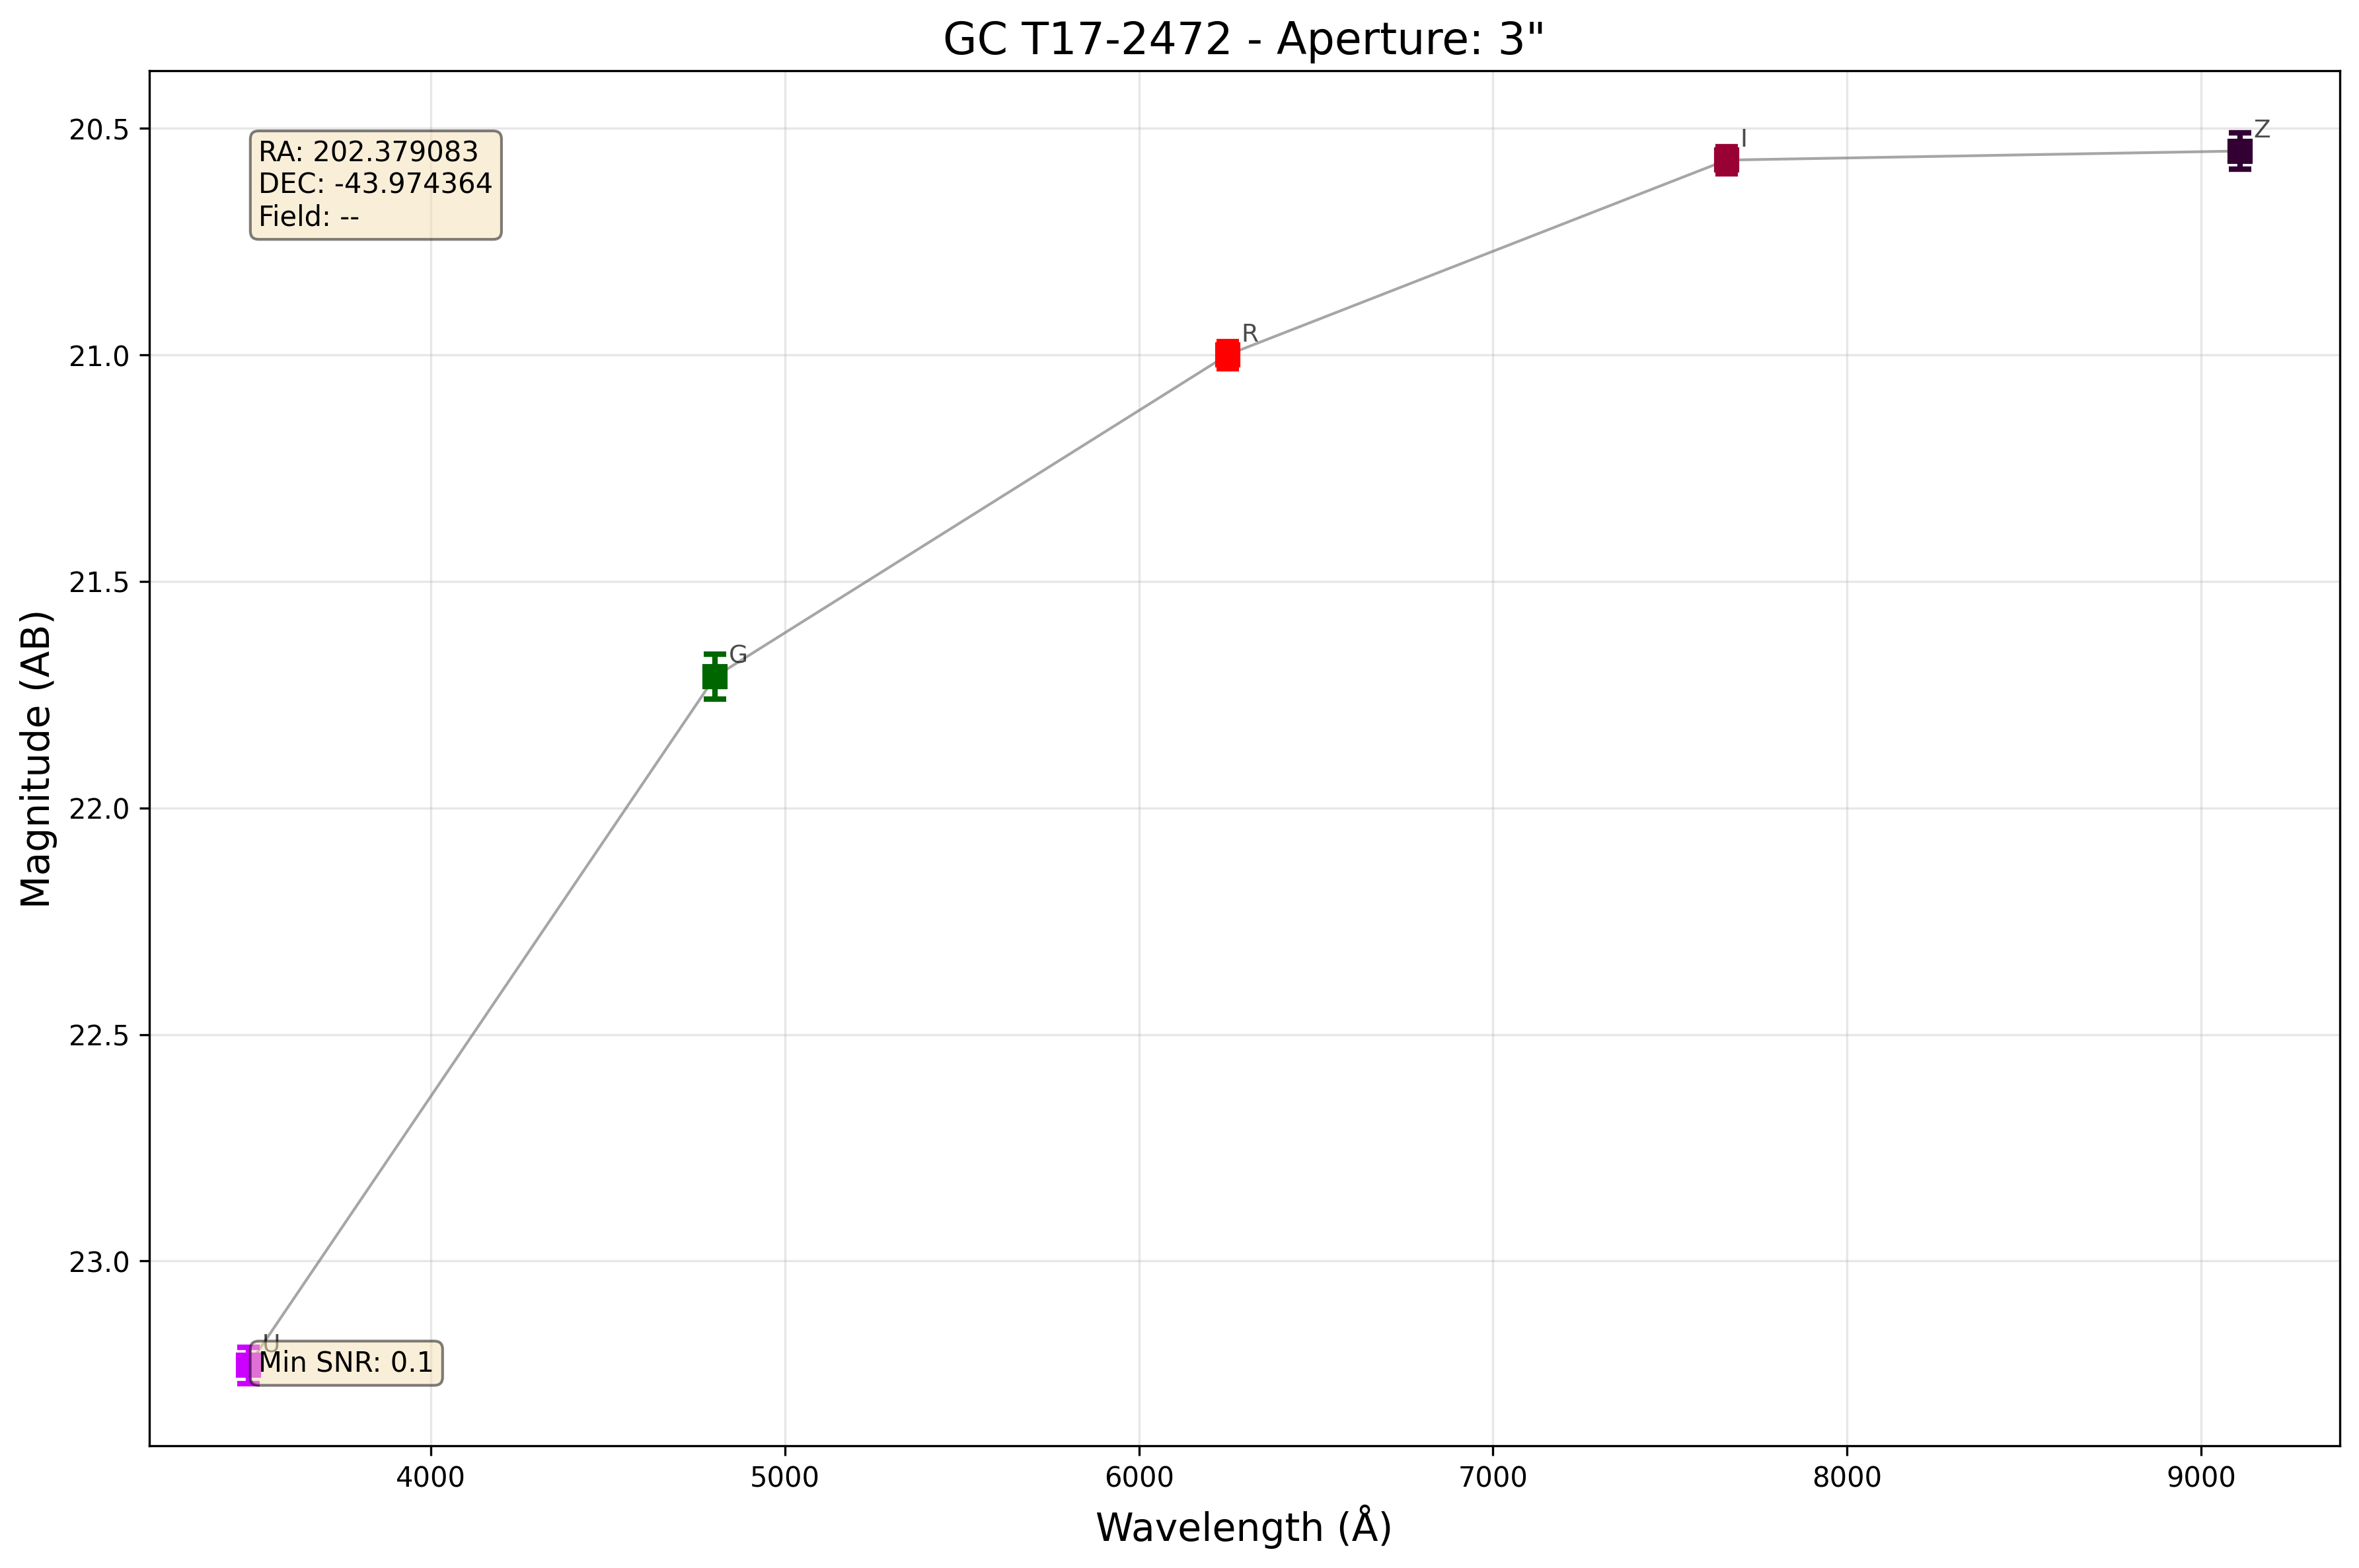 GC T17-2472 - Aperture: 3"
RA: 202.379083
DEC: -43.974364
Field: --
Z
I
R
G
U
Min SNR: 0.1
20.5
21.0
21.5
22.0
22.5
23.0
Magnitude (AB)
4000
5000
6000
7000
8000
9000
Wavelength (Å)